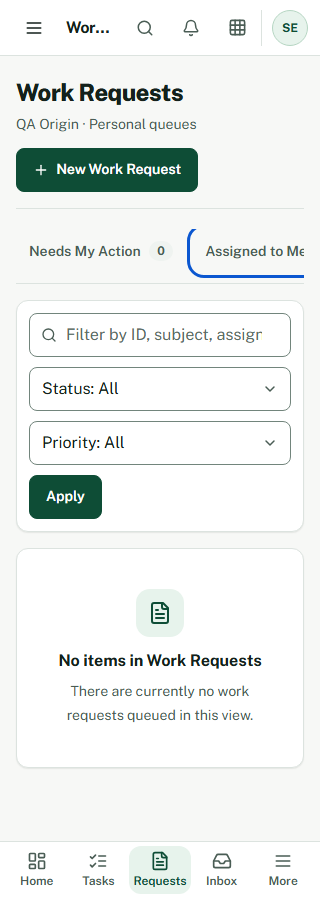 Wor...
SE
Work Requests
QA Origin · Personal queues
New Work Request
Needs My Action 0 Assigned to Me
Filter by ID, subject, assigr
Status: All
Priority: All
Apply
No items in Work Requests
There are currently no work
requests queued in this view.
Home Tasks Requests Inbox More